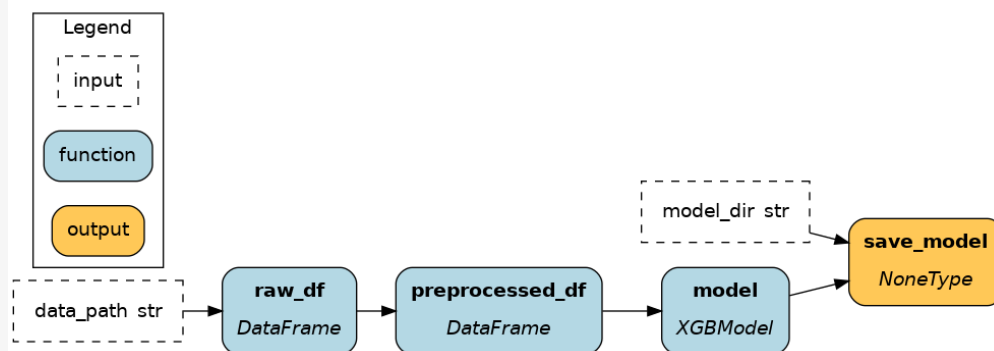 Legend
input
function
output
data_path str
raw_df
DataFrame
preprocessed_df
DataFrame
model_dir str
model
XGBModel
save_model
NoneType